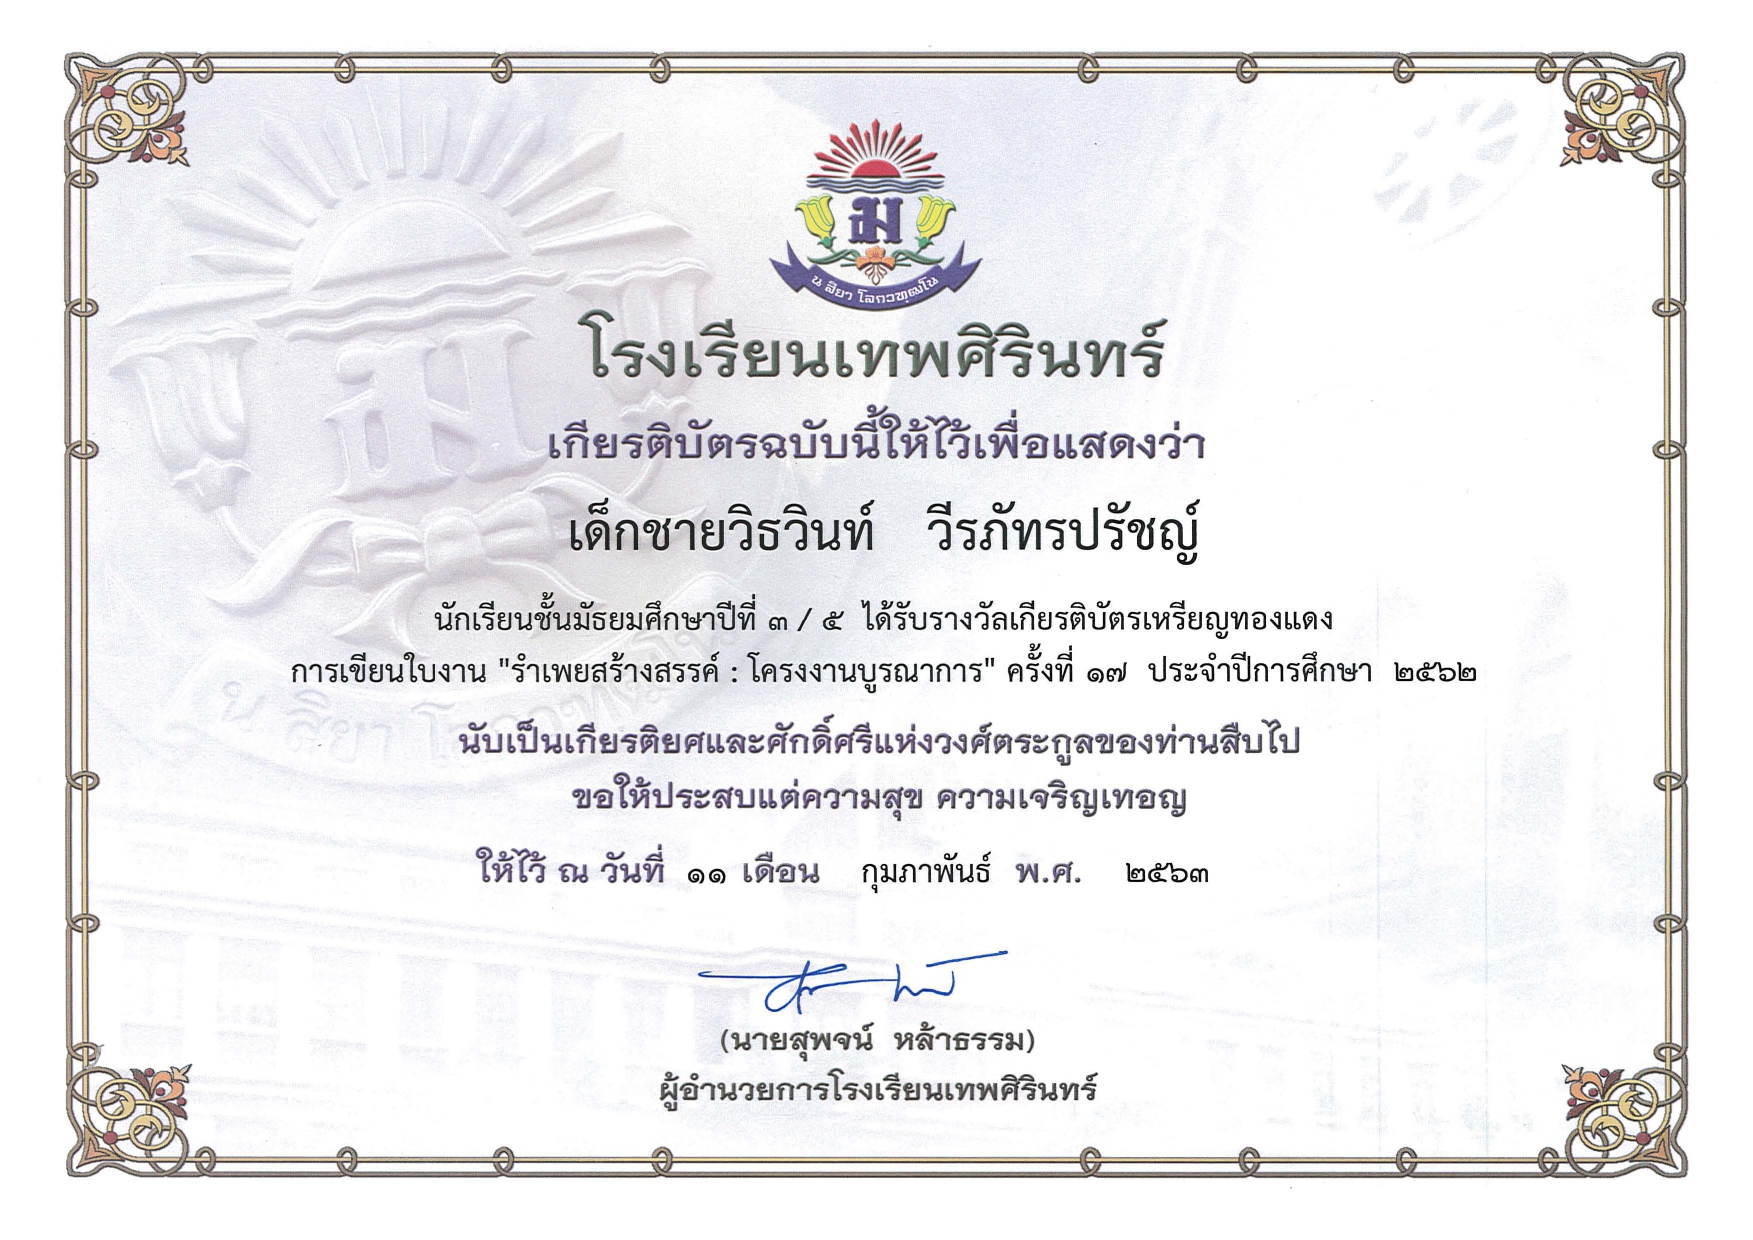 น สิยา โลกวทฺฒโน
โรงเรียนเทพศิรินทร์
เกียรติบัตรฉบับนี้ให้ไว้เพื่อแสดงว่า
เด็กชายวิธวินท์ วีรภัทรปรัชญ์
นักเรียนชั้นมัธยมศึกษาปีที่ ๓ / ๕ ได้รับรางวัลเกียรติบัตรเหรียญทองแดง
การเขียนใบงาน "รำเพยสร้างสรรค์ : โครงงานบูรณาการ" ครั้งที่ ๑๗ ประจำปีการศึกษา ๒๕๖๒
นับเป็นเกียรติยศและศักดิ์ศรีแห่งวงศ์ตระกูลของท่านสืบไป
ขอให้ประสบแต่ความสุข ความเจริญเทอญ
ให้ไว้ ณ วันที่ ๑๑ เดือน กุมภาพันธ์ พ.ศ. ๒๕๖๓
(นายสุพจน์ หล้าธรรม)
ผู้อำนวยการโรงเรียนเทพศิรินทร์